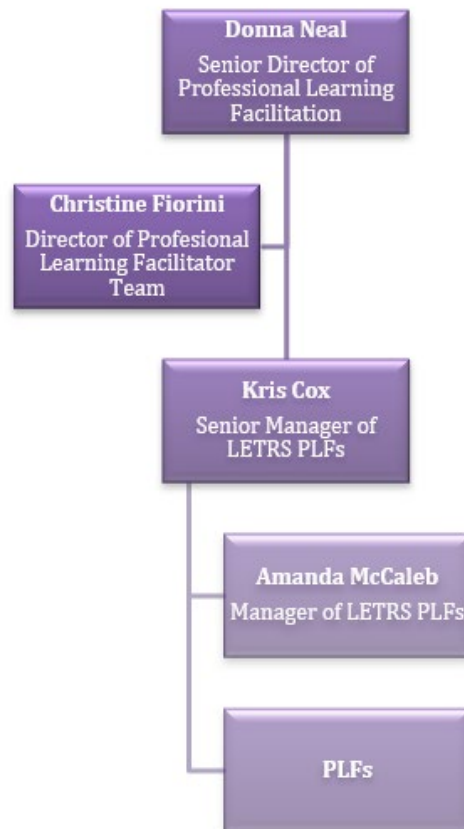 Donna Neal
Senior Director of
Professional Learning
Facilitation
Christine Fiorini
Director of Profesional
Learning Facilitator
Team
Kris Cox
Senior Manager of
LETRS PLFs
Amanda McCaleb
Manager of LETRS PLFs
PLFs